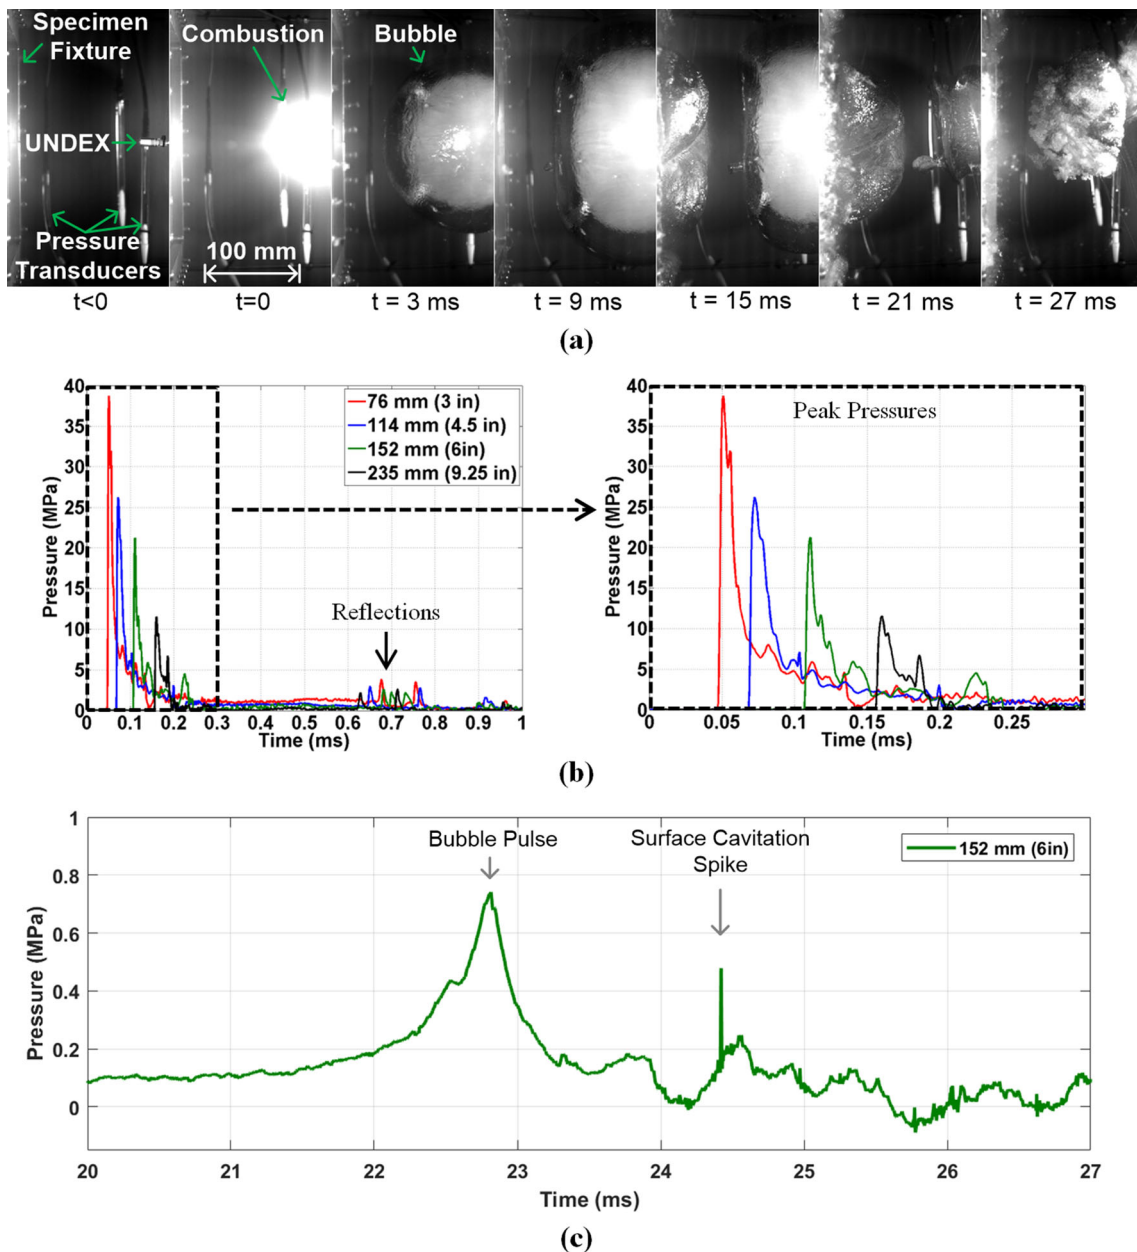 Specimen
Fixture
Combustion
Bubble
UNDEX
Pressure
Transducers
100 mm
t<0
t=0
t = 3 ms
t = 9 ms
t = 15 ms
t = 21 ms
t = 27 ms
(a)
40
35
30
25
20
15
10
5
0
Pressure (MPa)
76 mm (3 in)
114 mm (4.5 in)
152 mm (6in)
235 mm (9.25 in)
Reflections
0 0.1 0.2 0.3 0.4 0.5 0.6 0.7 0.8 0.9 1
Time (ms)
40
35
30
25
20
15
10
5
0
Pressure (MPa)
Peak Pressures
0 0.05 0.1 0.15 0.2 0.25
Time (ms)
(b)
1
0.8
0.6
0.4
0.2
0
Pressure (MPa)
Bubble Pulse
Surface Cavitation
Spike
152 mm (6in)
20 21 22 23 24 25 26 27
Time (ms)
(c)